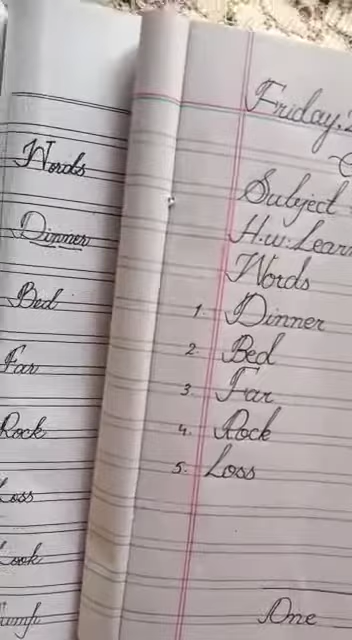 Words
Dinner
Bed
Far
Rock
Loss
Look
Friday,
Subject
H.w: Learn
Words
1. Dinner
2. Bed
3 Far
4. Rock
5. Loss
One